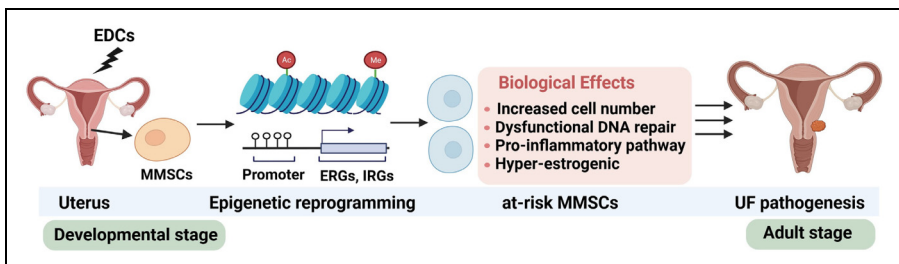 EDCs
Ac
Me
MMSCs
Promoter
ERGs, IRGs
Biological Effects
• Increased cell number
• Dysfunctional DNA repair
• Pro-inflammatory pathway
• Hyper-estrogenic
Uterus
Epigenetic reprogramming
at-risk MMSCs
UF pathogenesis
Developmental stage
Adult stage